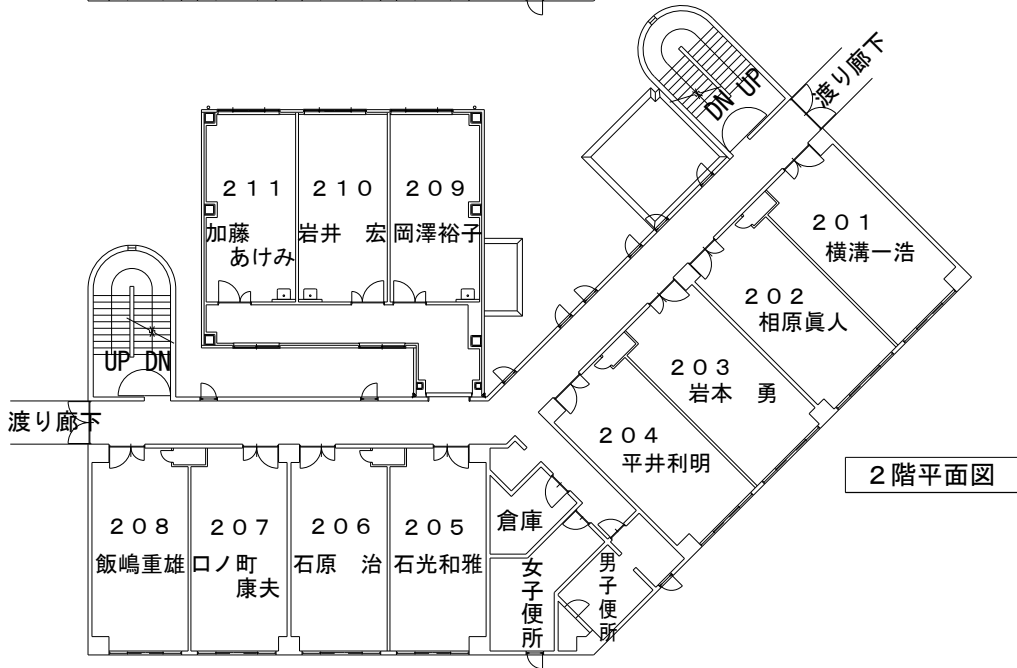 DN UP
渡り廊下
２１１
加藤
あけみ
２１０
岩井　宏
２０９
岡澤裕子
２０１
横溝一浩
２０２
相原眞人
２０３
岩本　勇
２０４
平井利明
UP DN
渡り廊下
２階平面図
２０８
飯嶋重雄
２０７
口ノ町
康夫
２０６
石原　治
２０５
石光和雅
倉庫
女子便所
男子便所